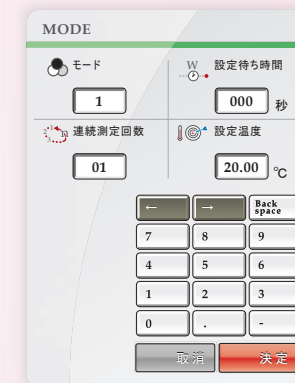 MODE
モード
W 設定待ち時間
1
000 秒
n 連続測定回数
設定温度
01
20.00 ℃
← → Back space
7 8 9
4 5 6
1 2 3
0 . -
取消 決定